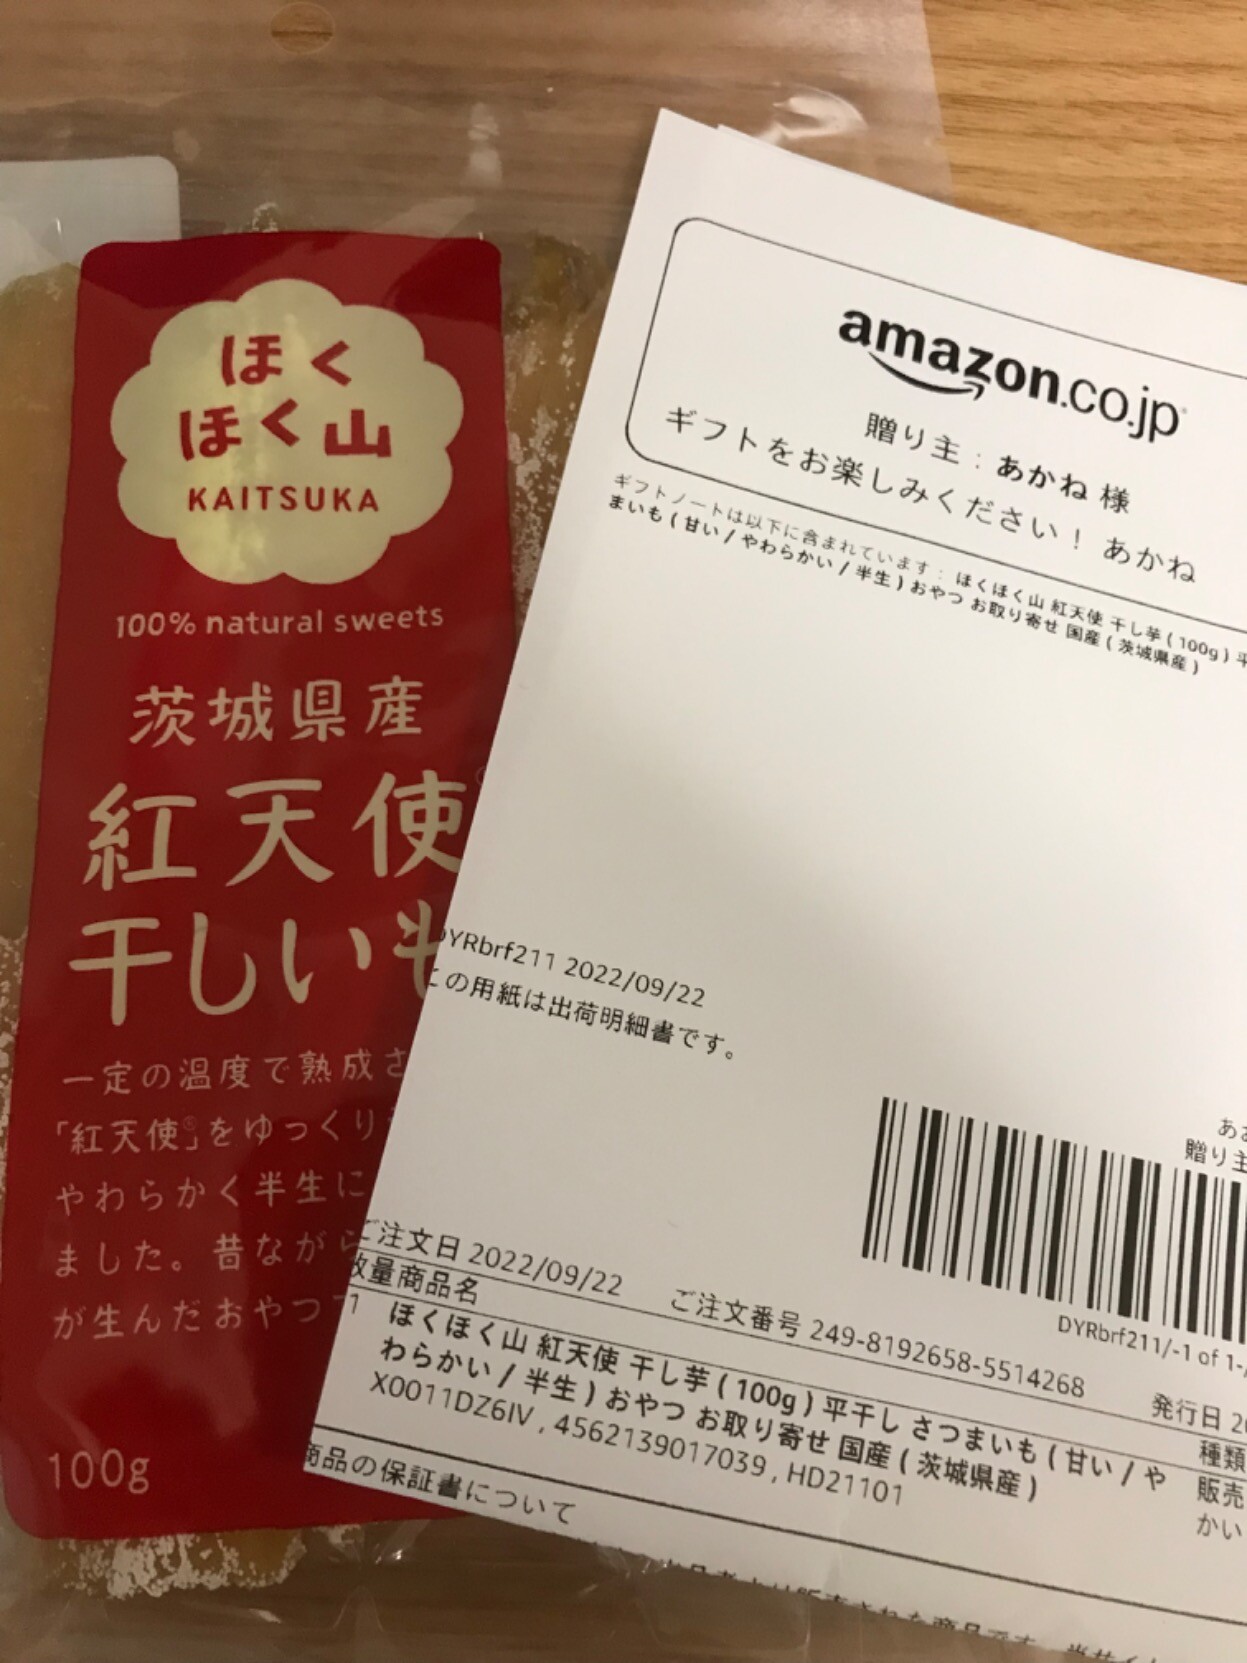 ほく
ほく山
KAITSUKA
100% natural sweets
茨城県産
紅天使
干しいも
一定の温度で熟成さ
「紅天使®」をゆっくり
やわらかく半生に
ました。昔ながら
が生んだおやつ
100g
amazon.co.jp
贈り主：あかね 様
ギフトをお楽しみください！ あかね
ギフトノートは以下に含まれています： ほくほく山 紅天使 干し芋 ( 100g ) 平
まいも ( 甘い / やわらかい / 半生 ) おやつ お取り寄せ 国産 ( 茨城県産 )
DYRbrf211 2022/09/22
この用紙は出荷明細書です。
贈り主
DYRbrf211/-1 of 1-/
ご注文日 2022/09/22 ご注文番号 249-8192658-5514268 発行日 20
数量 商品名 種類
1 ほくほく山 紅天使 干し芋 ( 100g ) 平干し さつまいも ( 甘い / や 販売
わらかい / 半生 ) おやつ お取り寄せ 国産 ( 茨城県産 ) かい
X0011DZ6IV , 4562139017039 , HD21101
商品の保証書について